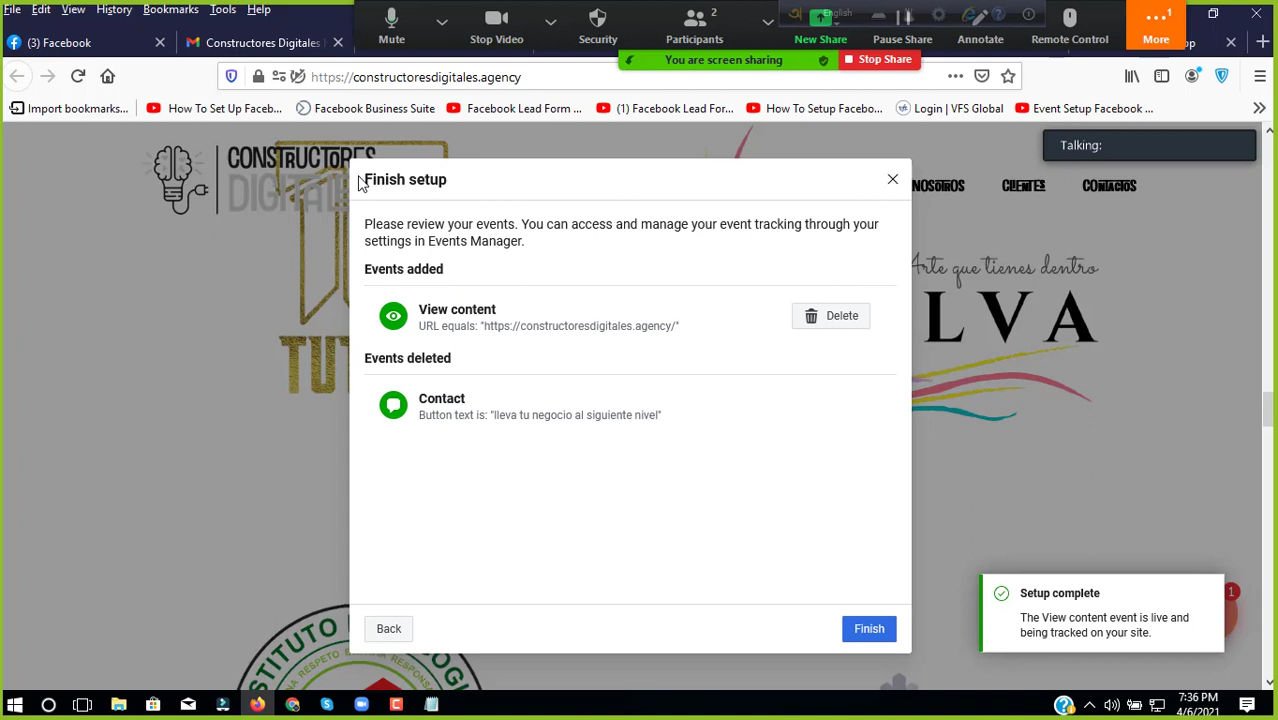 File Edit View History Bookmarks Tools Help
English
Mute
Stop Video
Security
2
Participants
New Share
Pause Share
Annotate
Remote Control
1
More
You are screen sharing
Stop Share
(3) Facebook
Constructores Digitales
https://constructoresdigitales.agency
Import bookmarks...
How To Set Up Faceb...
Facebook Business Suite
Facebook Lead Form ...
(1) Facebook Lead For...
How To Setup Facebo...
Login | VFS Global
Event Setup Facebook ...
Talking:
CONSTRUCTORES
DIGITALES
NOSOTROS
CLIENTES
CONTACTOS
Finish setup
Please review your events. You can access and manage your event tracking through your
settings in Events Manager.
Events added
View content
URL equals: "https://constructoresdigitales.agency/"
Delete
Events deleted
Contact
Button text is: "lleva tu negocio al siguiente nivel"
Arte que tienes dentro
LVA
TUT
Back
Finish
Setup complete
The View content event is live and
being tracked on your site.
1
7:36 PM
4/6/2021